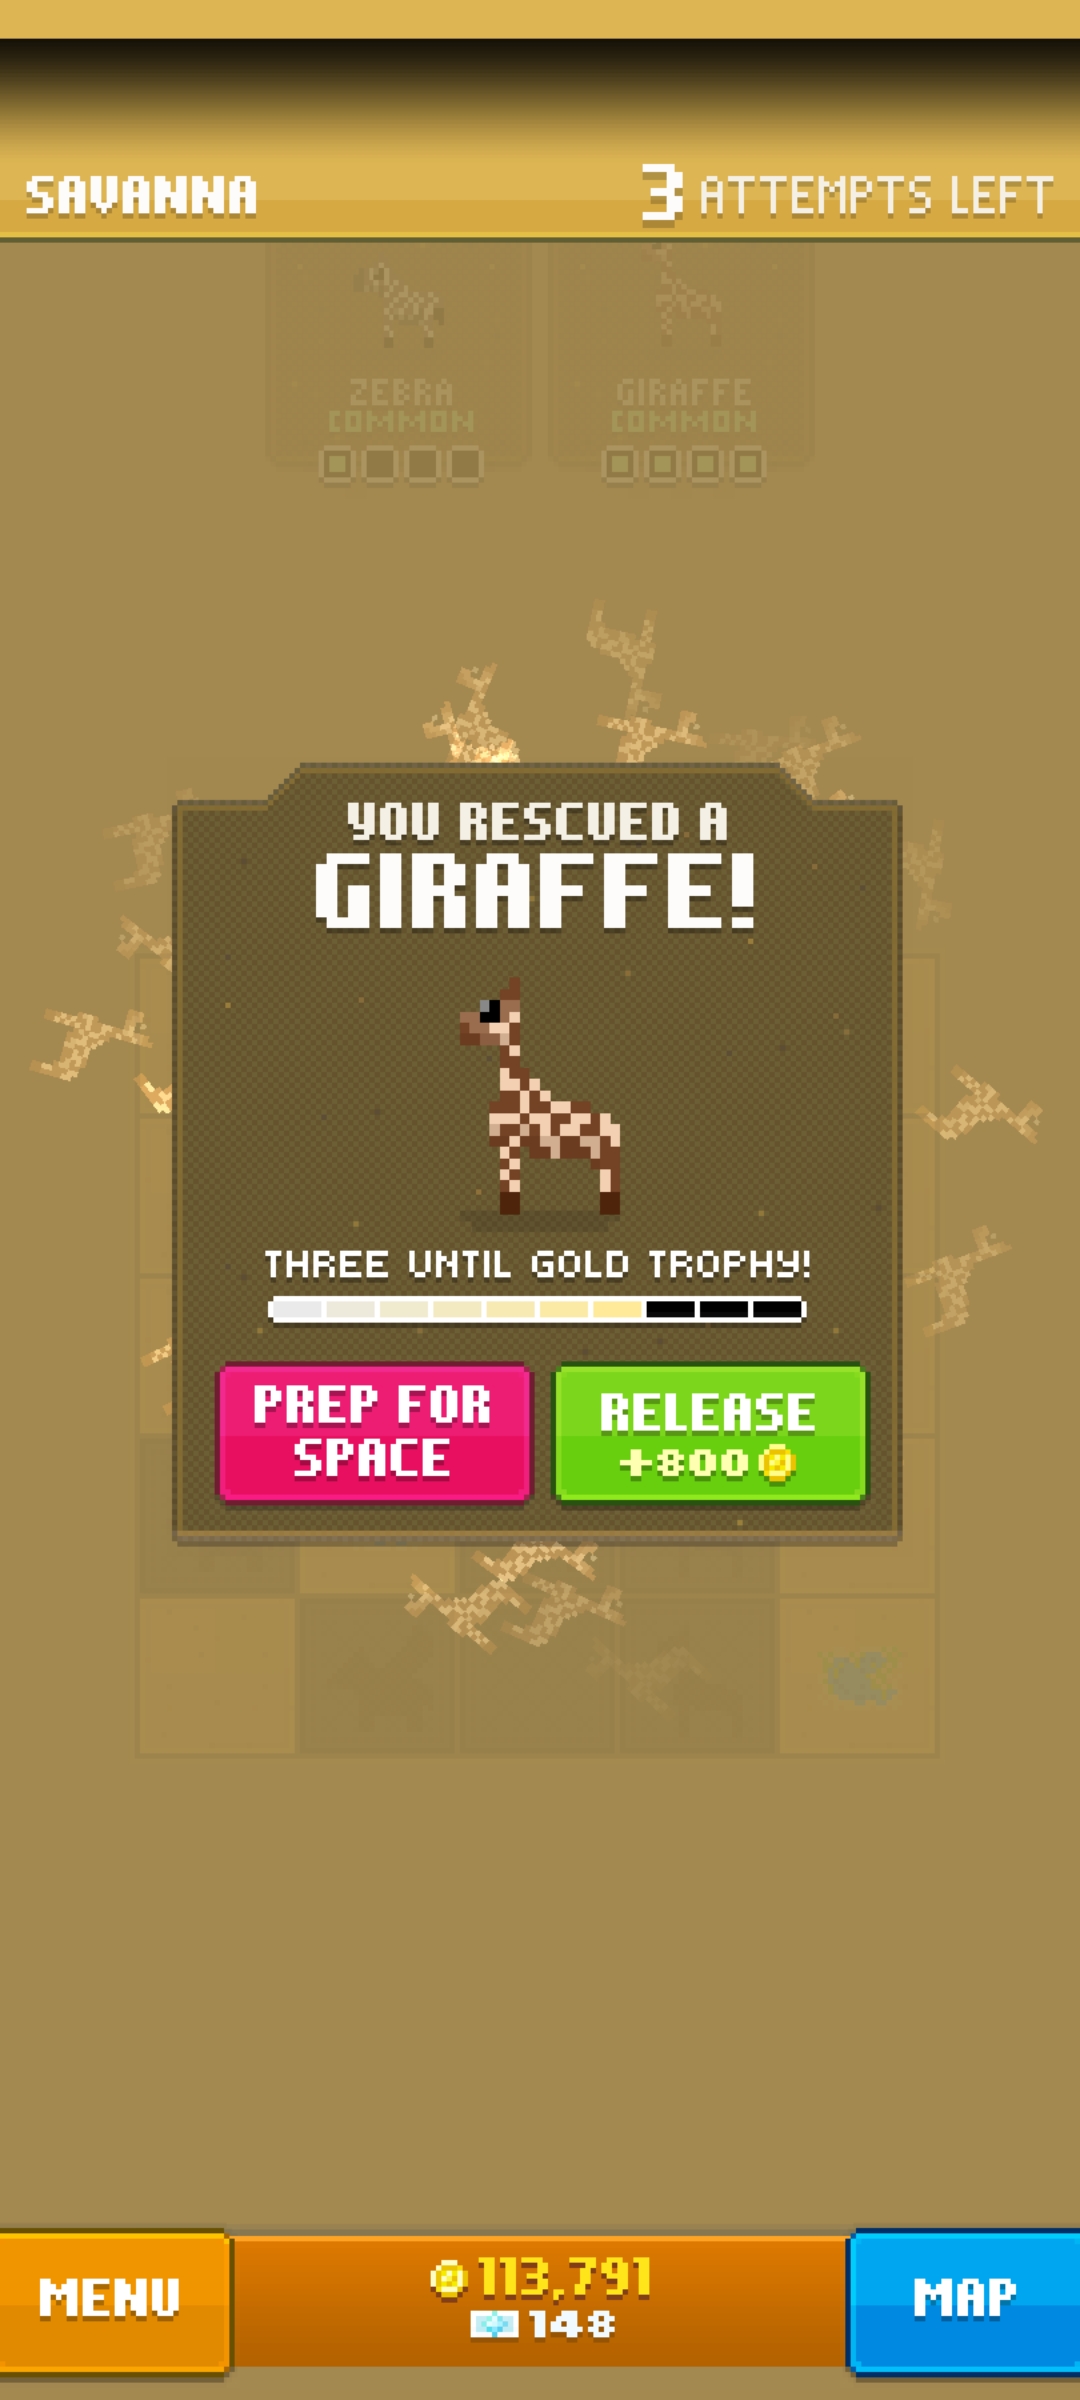 SAVANNA
3 ATTEMPTS LEFT
ZEBRA
COMMON
GIRAFFE
COMMON
YOU RESCUED A
GIRAFFE!
THREE UNTIL GOLD TROPHY!
PREP FOR
SPACE
RELEASE
+800
MENU
113,791
148
MAP